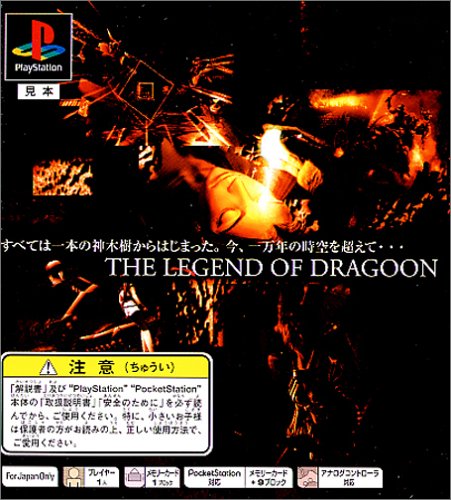 PlayStation
見本
すべては一本の神木樹からはじまった。今、一万年の時空を超えて・・・
THE LEGEND OF DRAGOON
注意 (ちゅうい)
「解説書」及び "PlayStation" "PocketStation"
本体の「取扱説明書」「安全のために」を必ず読
んでから、ご使用ください。特に、小さいお子様
は保護者の方がお読みの上、正しい使用方法で、
ご使用ください。
For Japan Only
プレイヤー
1人
メモリーカード
1ブロック
PocketStation
対応
メモリーカード
+9ブロック
アナログコントローラ
対応